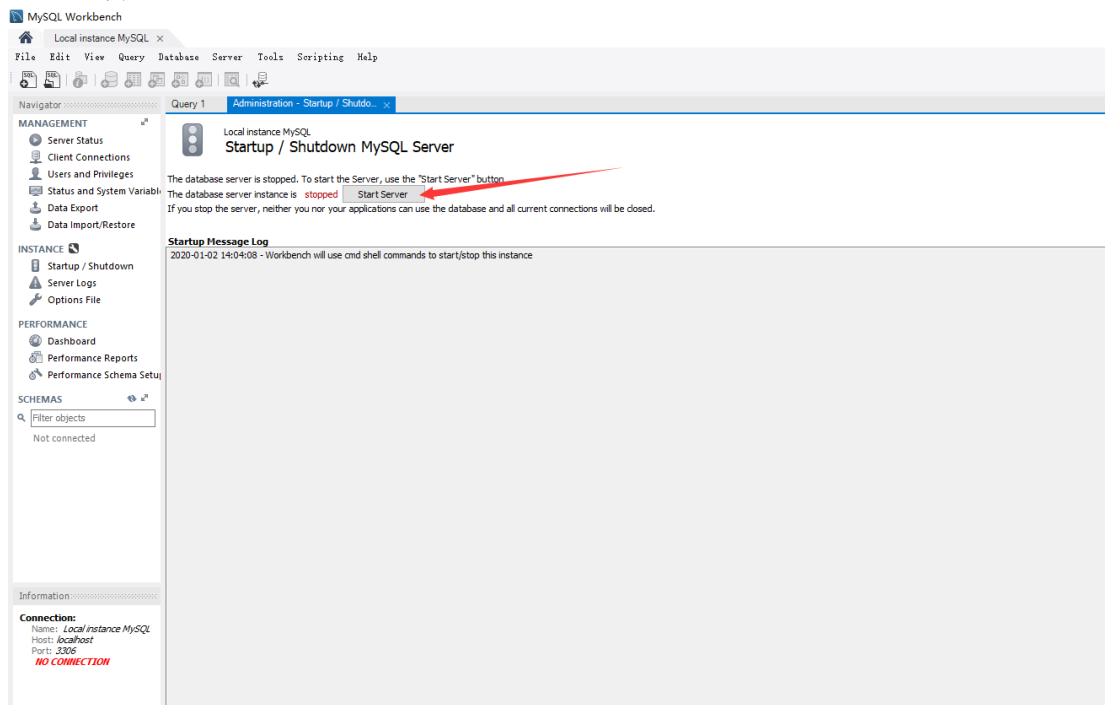 MySQL Workbench
Local instance MySQL
File Edit View Query Database Server Tools Scripting Help
Navigator
MANAGEMENT
Server Status
Client Connections
Users and Privileges
Status and System Variabl
Data Export
Data Import/Restore
INSTANCE
Startup / Shutdown
Server Logs
Options File
PERFORMANCE
Dashboard
Performance Reports
Performance Schema Setup
SCHEMAS
Filter objects
Not connected
Information
Connection:
Name: Local instance MySQL
Host: localhost
Port: 3306
NO CONNECTION
Query 1 Administration - Startup / Shutdo...
Local instance MySQL
Startup / Shutdown MySQL Server
The database server is stopped. To start the Server, use the "Start Server" button
The database server instance is stopped Start Server
If you stop the server, neither you nor your applications can use the database and all current connections will be closed.
Startup Message Log
2020-01-02 14:04:08 - Workbench will use cmd shell commands to start/stop this instance